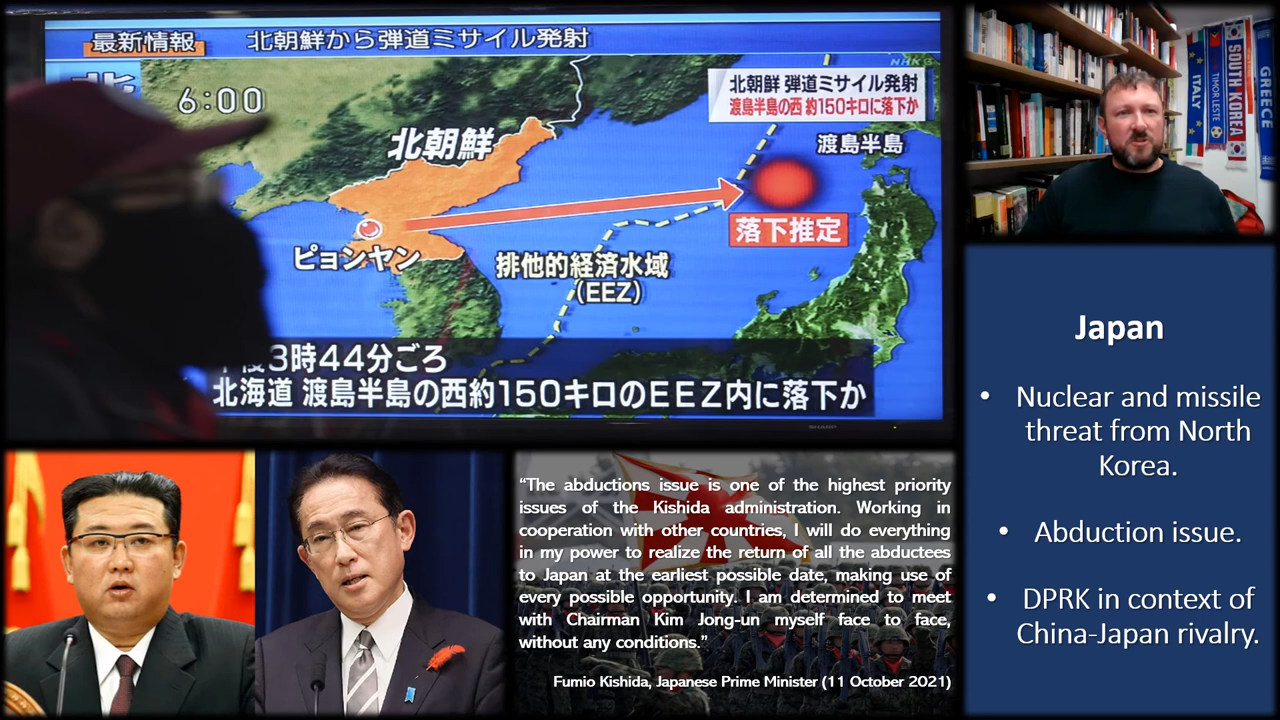 最新情報 北朝鮮から弾道ミサイル発射
NHK G
北
6:00
北朝鮮 弾道ミサイル発射
渡島半島の西 約150キロに落下か
北朝鮮
渡島半島
落下推定
ピョンヤン
排他的経済水域
(EEZ)
3時44分ごろ
北海道 渡島半島の西約150キロのEEZ内に落下か
SHARP
ITALY
TIMOR LESTE
SOUTH KOREA
GREECE
Japan
• Nuclear and missile
threat from North
Korea.
• Abduction issue.
• DPRK in context of
China-Japan rivalry.
“The abductions issue is one of the highest priority
issues of the Kishida administration. Working in
cooperation with other countries, I will do everything
in my power to realize the return of all the abductees
to Japan at the earliest possible date, making use of
every possible opportunity. I am determined to meet
with Chairman Kim Jong-un myself face to face,
without any conditions.”
Fumio Kishida, Japanese Prime Minister (11 October 2021)